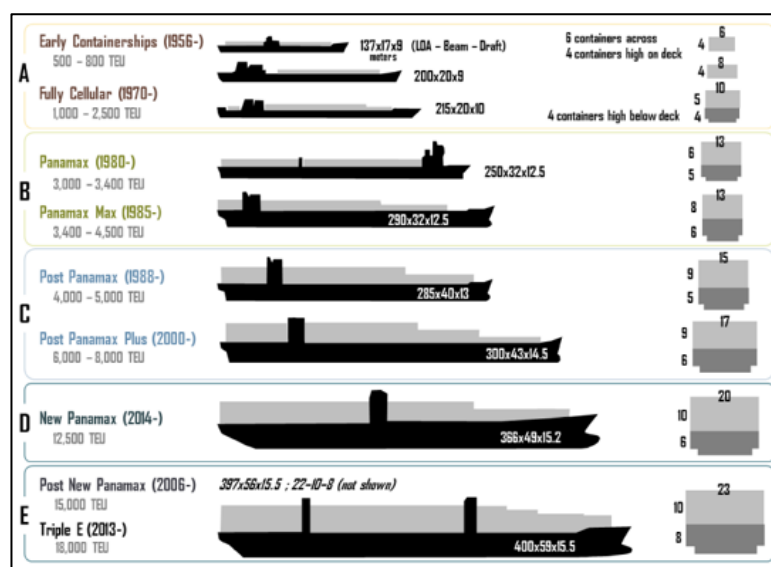 A
Early Containerships (1956-)
500 – 800 TEU
137x17x9 (LOA – Beam – Draft)
meters
200x20x9
6 containers across
4 containers high on deck
6
4
8
4
Fully Cellular (1970-)
1,000 – 2,500 TEU
215x20x10
4 containers high below deck
10
5
4
B
Panamax (1980-)
3,000 – 3,400 TEU
250x32x12.5
13
6
5
Panamax Max (1985-)
3,400 – 4,500 TEU
290x32x12.5
13
8
6
C
Post Panamax (1988-)
4,000 – 5,000 TEU
285x40x13
15
9
5
Post Panamax Plus (2000-)
6,000 – 8,000 TEU
300x43x14.5
17
9
6
D
New Panamax (2014-)
12,500 TEU
366x49x15.2
20
10
6
E
Post New Panamax (2006-)
15,000 TEU
397x56x15.5 ; 22-10-8 (not shown)
Triple E (2013-)
18,000 TEU
400x59x15.5
23
10
8